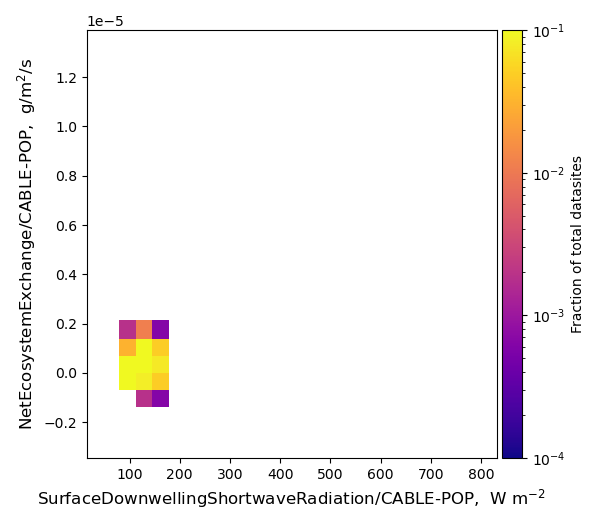 1e−5
1.2
1.0
0.8
0.6
0.4
0.2
0.0
−0.2
NetEcosystemExchange/CABLE-POP,  g/m²/s
100 200 300 400 500 600 700 800
SurfaceDownwellingShortwaveRadiation/CABLE-POP,  W m⁻²
10⁻¹
10⁻²
10⁻³
10⁻⁴
Fraction of total datasites